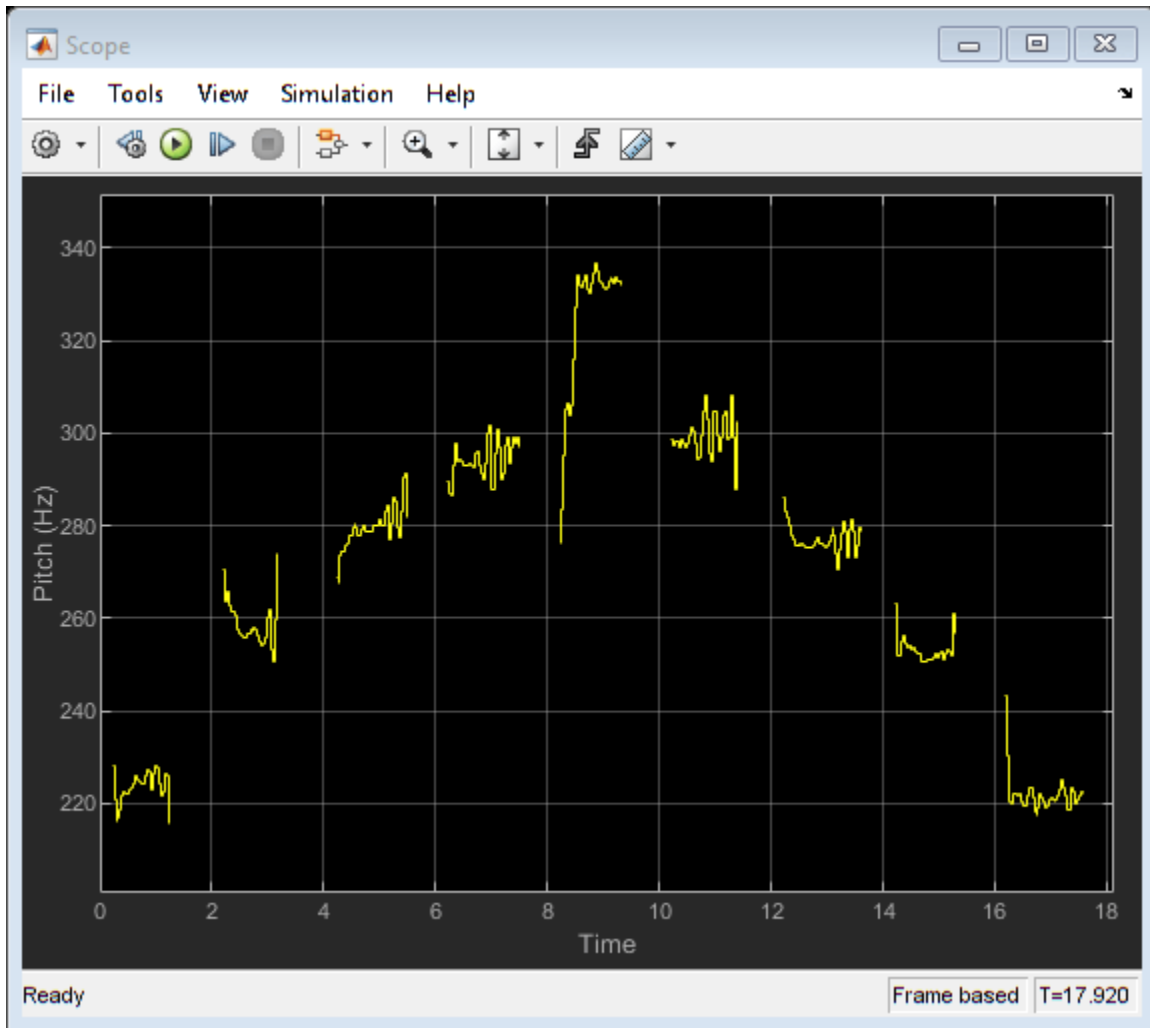 Scope
File Tools View Simulation Help
Pitch (Hz)
340
320
300
280
260
240
220
0 2 4 6 8 10 12 14 16 18
Time
Ready Frame based T=17.920